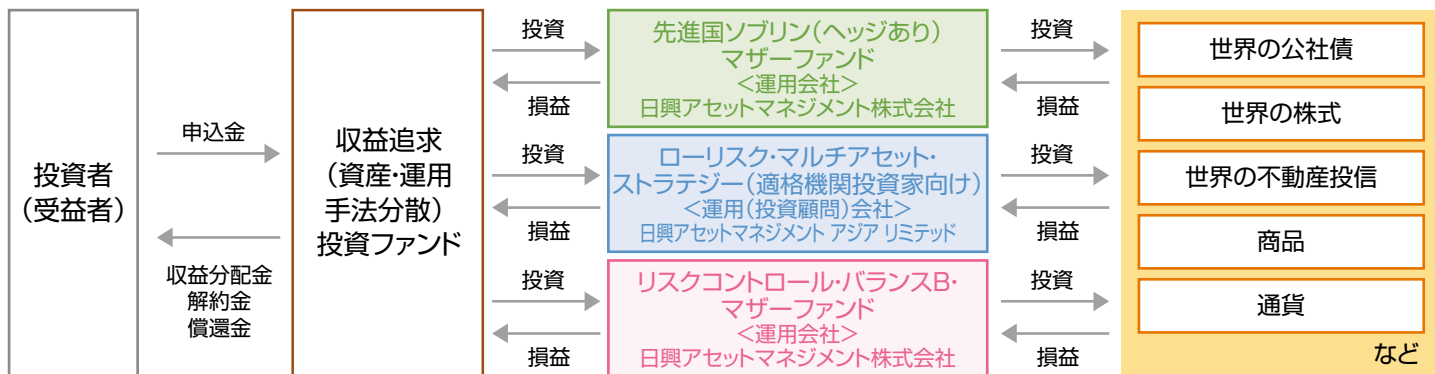 投資者
(受益者)
申込金
収益分配金
解約金
償還金
収益追求
(資産・運用
手法分散)
投資ファンド
投資
損益
先進国ソブリン(ヘッジあり)
マザーファンド
<運用会社>
日興アセットマネジメント株式会社
投資
損益
投資
損益
ローリスク・マルチアセット・
ストラテジー(適格機関投資家向け)
<運用(投資顧問)会社>
日興アセットマネジメント アジア リミテッド
投資
損益
投資
損益
リスクコントロール・バランスB・
マザーファンド
<運用会社>
日興アセットマネジメント株式会社
投資
損益
世界の公社債
世界の株式
世界の不動産投信
商品
通貨
など